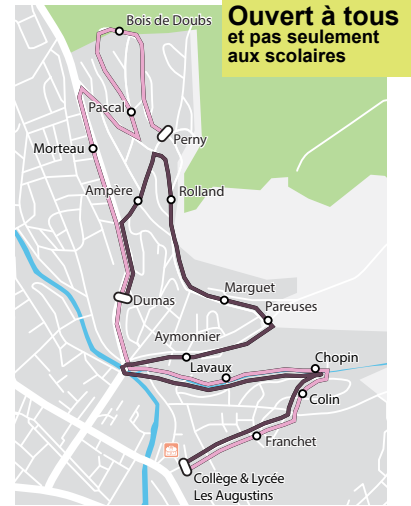 Ouvert à tous
et pas seulement
aux scolaires
Bois de Doubs
Pascal
Perny
Morteau
Ampère
Rolland
Dumas
Marguet
Pareuses
Aymonnier
Lavaux
Chopin
Colin
Franchet
Collège & Lycée
Les Augustins